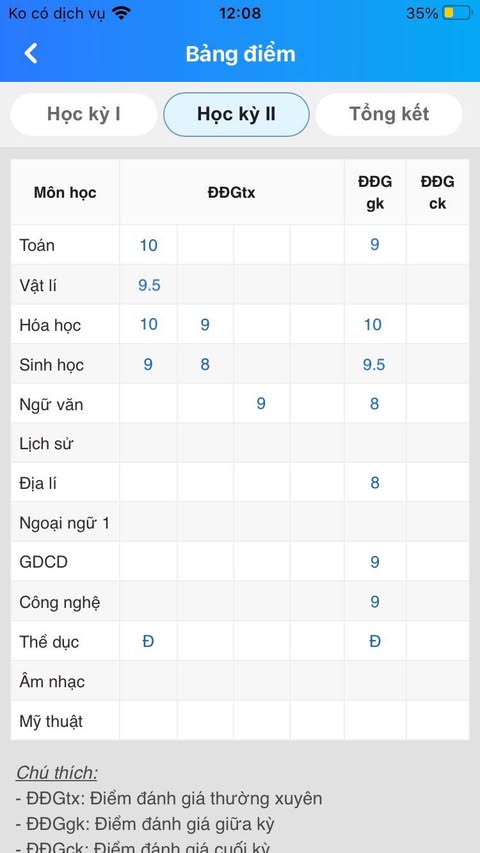 Ko có dịch vụ 12:08 35%
Bảng điểm
Học kỳ I Học kỳ II Tổng kết
Môn học ĐĐGtx ĐĐG gk ĐĐG ck
Toán 10 9
Vật lí 9.5
Hóa học 10 9 10
Sinh học 9 8 9.5
Ngữ văn 9 8
Lịch sử
Địa lí 8
Ngoại ngữ 1
GDCD 9
Công nghệ 9
Thể dục Đ Đ
Âm nhạc
Mỹ thuật
Chú thích:
- ĐĐGtx: Điểm đánh giá thường xuyên
- ĐĐGgk: Điểm đánh giá giữa kỳ
- ĐĐGck: Điểm đánh giá cuối kỳ